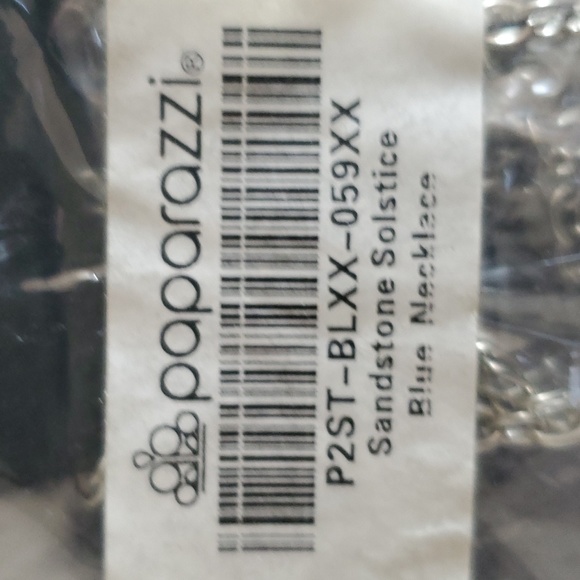 paparazzi®
P2ST-BLXX-059XX
Sandstone Solstice
Blue Necklace